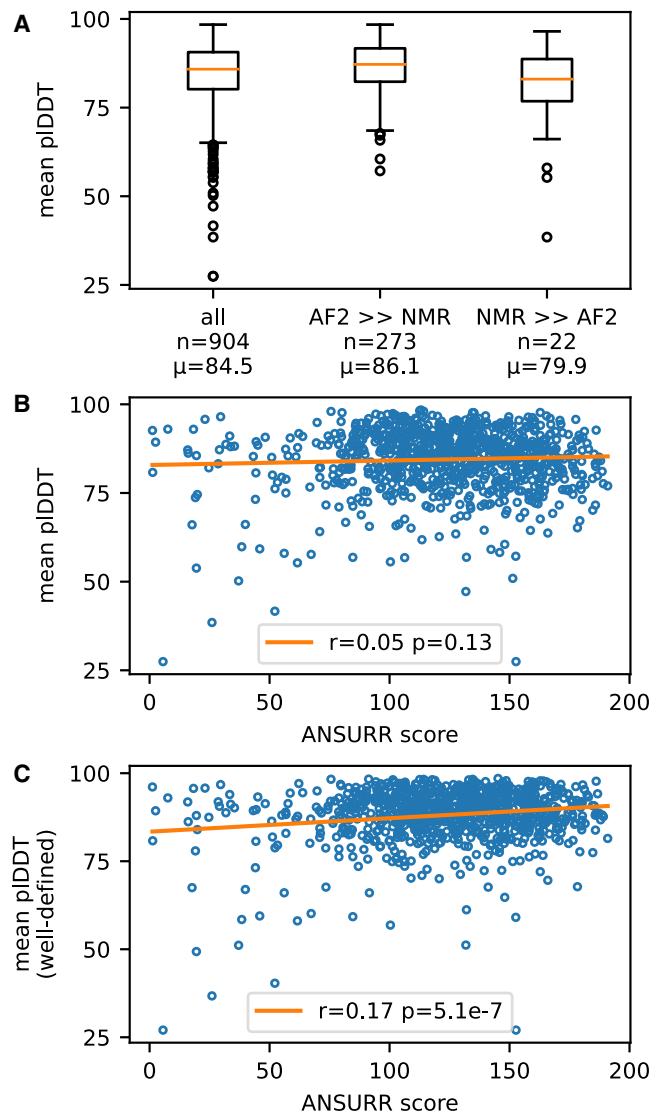 A
100
75
50
25
mean plDDT
all
n=904
μ=84.5
AF2 >> NMR
n=273
μ=86.1
NMR >> AF2
n=22
μ=79.9
B
100
75
50
25
mean plDDT
r=0.05 p=0.13
0 50 100 150 200
ANSURR score
C
100
75
50
25
mean plDDT
(well-defined)
r=0.17 p=5.1e-7
0 50 100 150 200
ANSURR score